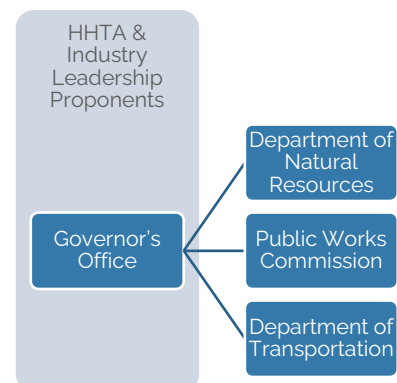 HHTA &
Industry
Leadership
Proponents
Governor's
Office
Department of
Natural
Resources
Public Works
Commission
Department of
Transportation